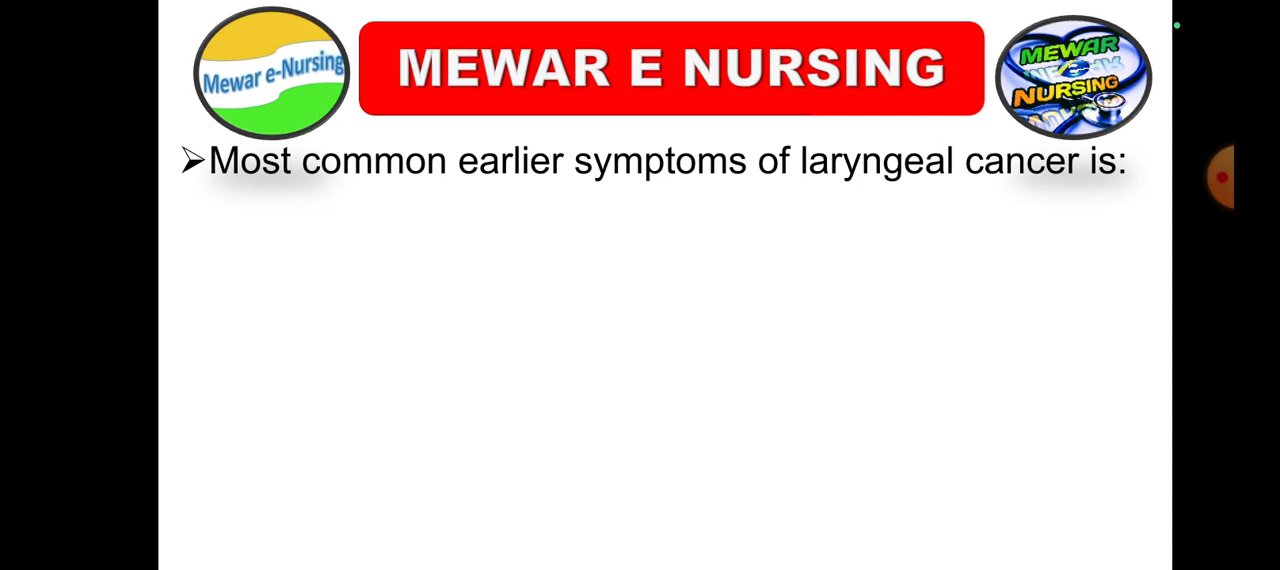 Mewar e-Nursing
MEWAR E NURSING
MEWAR
NURSING
➢Most common earlier symptoms of laryngeal cancer is: